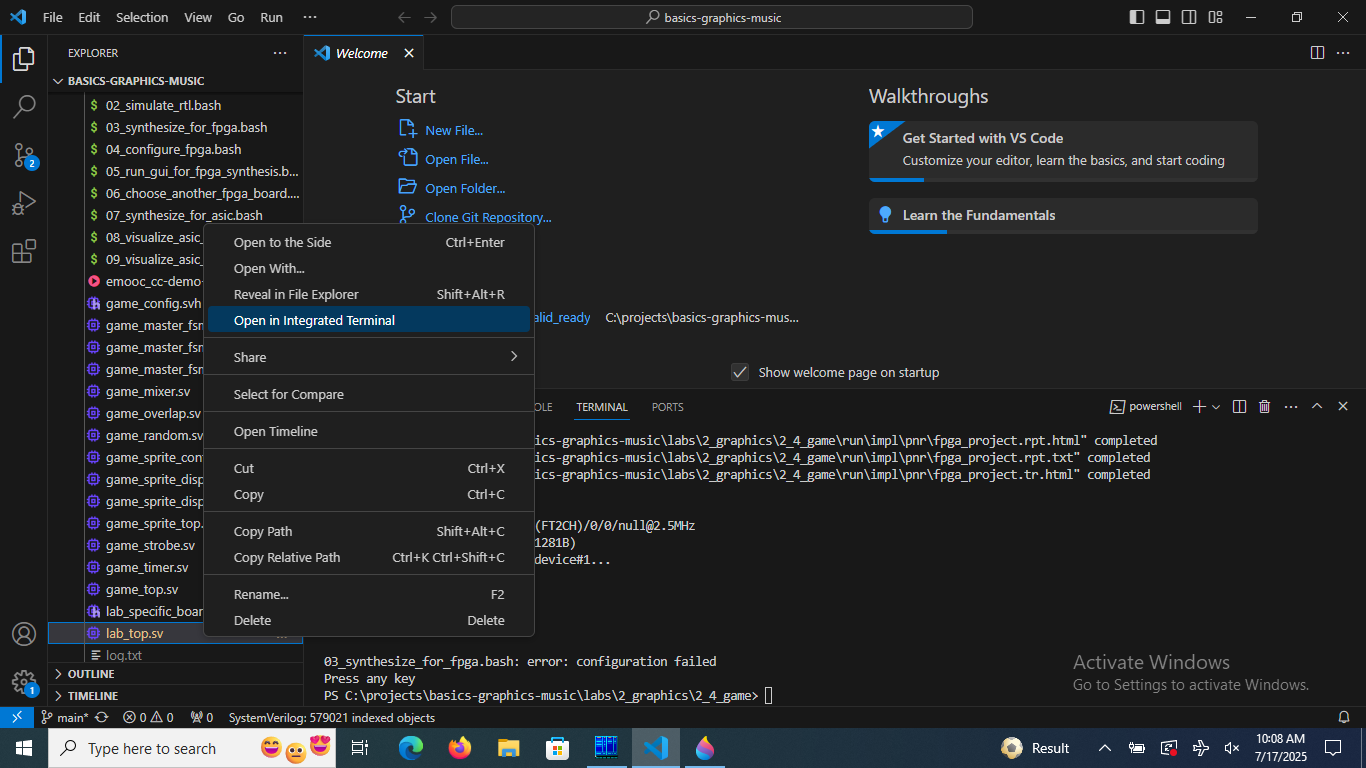 File Edit Selection View Go Run ··· basics-graphics-music
EXPLORER ···
BASICS-GRAPHICS-MUSIC
$ 02_simulate_rtl.bash
$ 03_synthesize_for_fpga.bash
$ 04_configure_fpga.bash
$ 05_run_gui_for_fpga_synthesis.b...
$ 06_choose_another_fpga_board....
$ 07_synthesize_for_asic.bash
$ 08_visualize_asic_
$ 09_visualize_asic_
emooc_cc-demo-
game_config.svh
game_master_fsm
game_master_fsm
game_master_fsm
game_mixer.sv
game_overlap.sv
game_random.sv
game_sprite_con
game_sprite_disp
game_sprite_disp
game_sprite_top.
game_strobe.sv
game_timer.sv
game_top.sv
lab_specific_boar
lab_top.sv
log.txt
OUTLINE
TIMELINE
Open to the Side Ctrl+Enter
Open With...
Reveal in File Explorer Shift+Alt+R
Open in Integrated Terminal
Share
Select for Compare
Open Timeline
Cut Ctrl+X
Copy Ctrl+C
Copy Path Shift+Alt+C
Copy Relative Path Ctrl+K Ctrl+Shift+C
Rename... F2
Delete Delete
Welcome
Start
New File...
Open File...
Open Folder...
Clone Git Repository...
alid_ready C:\projects\basics-graphics-mus...
Walkthroughs
Get Started with VS Code
Customize your editor, learn the basics, and start coding
Learn the Fundamentals
Show welcome page on startup
OLE TERMINAL PORTS powershell
ics-graphics-music\labs\2_graphics\2_4_game\run\impl\pnr\fpga_project.rpt.html" completed
ics-graphics-music\labs\2_graphics\2_4_game\run\impl\pnr\fpga_project.rpt.txt" completed
ics-graphics-music\labs\2_graphics\2_4_game\run\impl\pnr\fpga_project.tr.html" completed
(FT2CH)/0/0/null@2.5MHz
1281B)
device#1...
03_synthesize_for_fpga.bash: error: configuration failed
Press any key
PS C:\projects\basics-graphics-music\labs\2_graphics\2_4_game>
Activate Windows
Go to Settings to activate Windows.
2
1
main* 0 0 0 SystemVerilog: 579021 indexed objects
Type here to search
Result
10:08 AM
7/17/2025